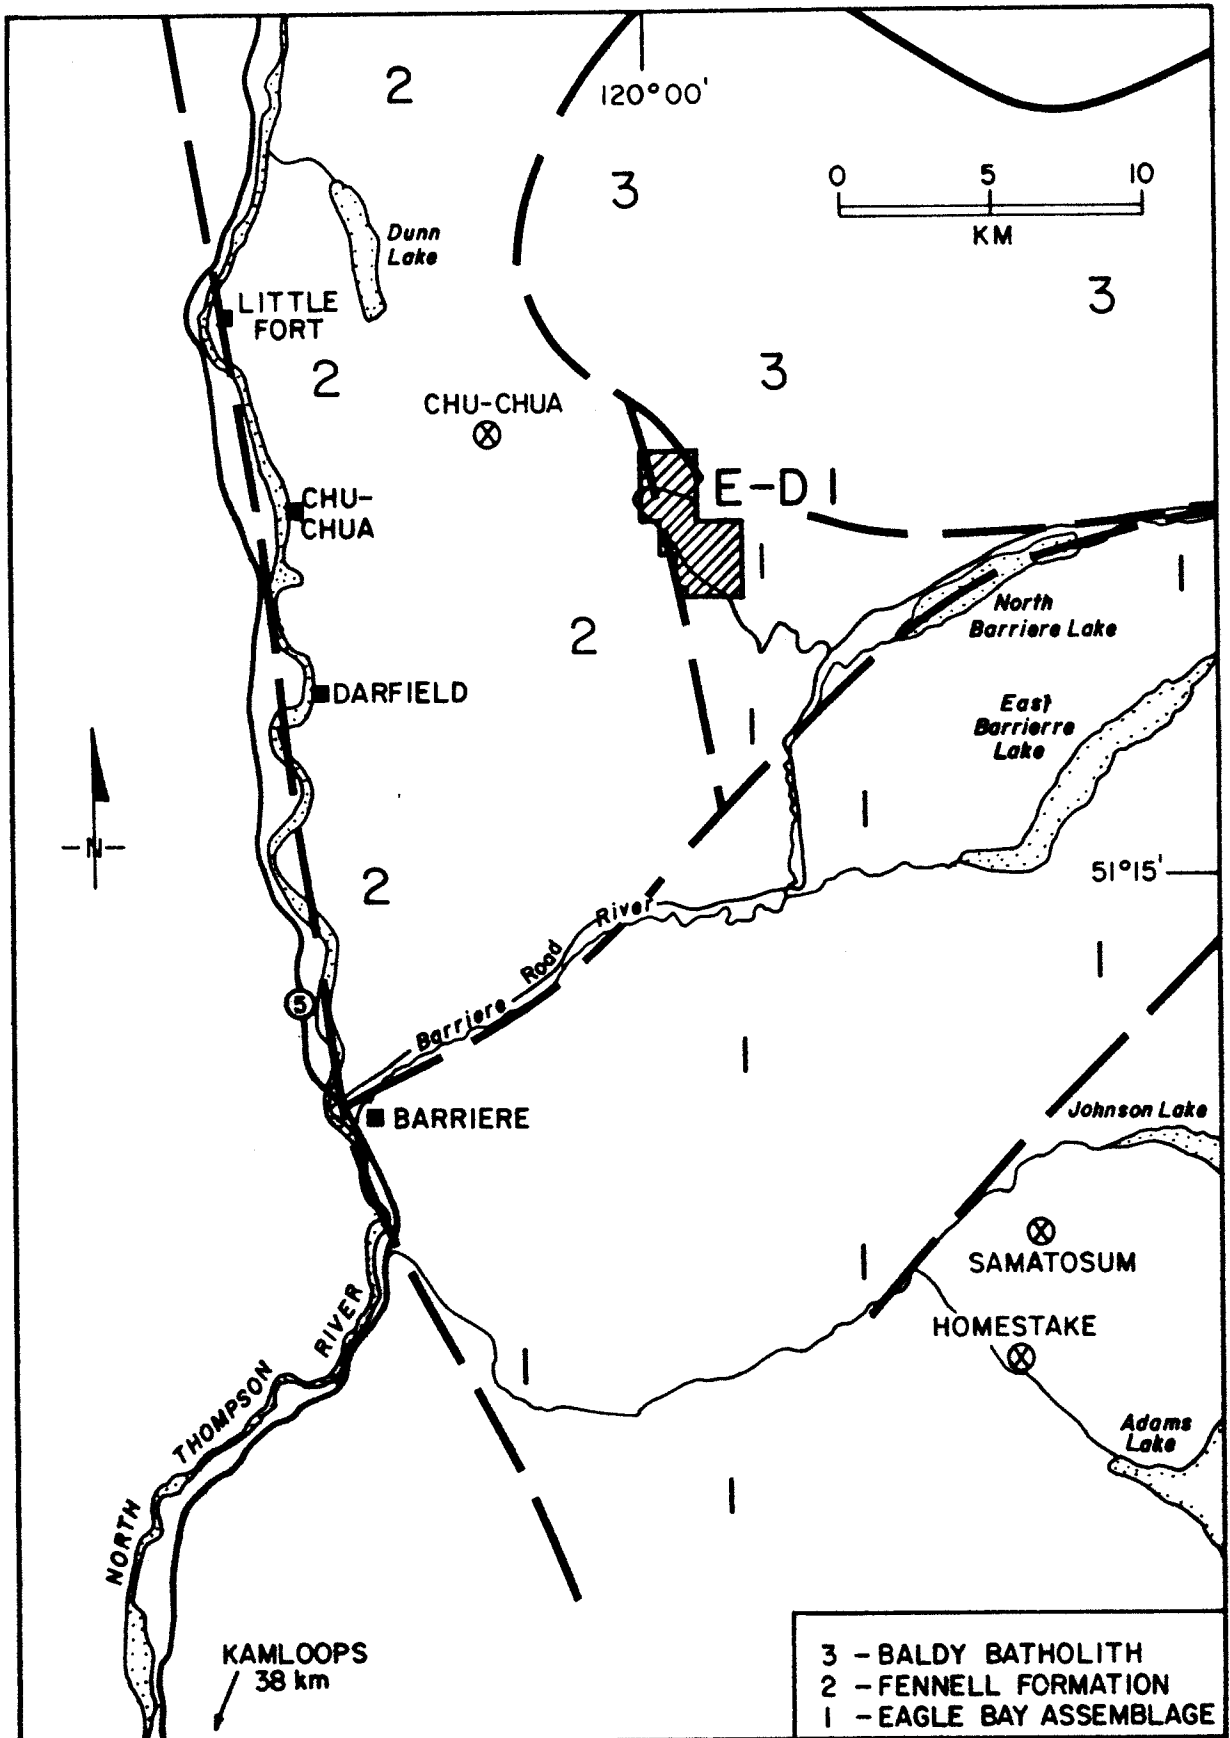 2
120°00'
3
0 5 10
KM
Dunn
Lake
3
LITTLE
FORT
2
3
CHU-CHUA
E-D 1
CHU-
CHUA
1
1
North
Barriere Lake
2
DARFIELD
East
Barrierre
Lake
1
1
-N-
51°15'
2
River
Road
Barriere
1
5
1
BARRIERE
Johnson Lake
1
SAMATOSUM
HOMESTAKE
1
NORTH THOMPSON RIVER
Adams
Lake
1
KAMLOOPS
38 km
3 - BALDY BATHOLITH
2 - FENNELL FORMATION
1 - EAGLE BAY ASSEMBLAGE